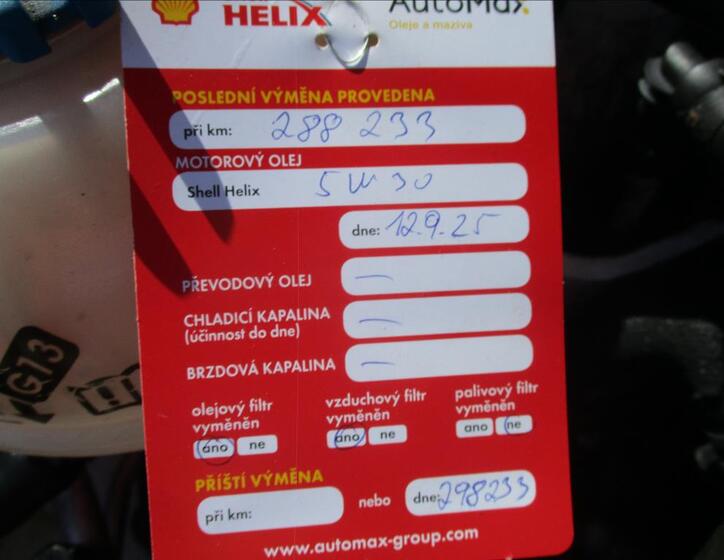 HELIX
AutoMax
Oleje a maziva
POSLEDNÍ VÝMĚNA PROVEDENA
při km: 288 233
MOTOROVÝ OLEJ
Shell Helix 5W30
dne: 12.9.25
PŘEVODOVÝ OLEJ —
CHLADICÍ KAPALINA —
(účinnost do dne)
BRZDOVÁ KAPALINA —
olejový filtr vyměněn
ano ne
vzduchový filtr vyměněn
ano ne
palivový filtr vyměněn
ano ne
PŘÍŠTÍ VÝMĚNA
při km: nebo dne: 298233
www.automax-group.com
G13